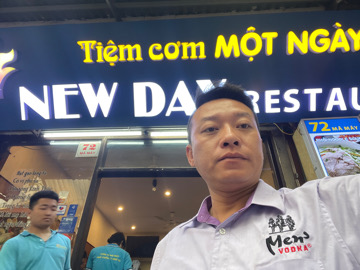 Tiệm cơm MỘT NGÀY
NEW DAY RESTAU
72 MÃ MÂY
72
Men's
VODKA